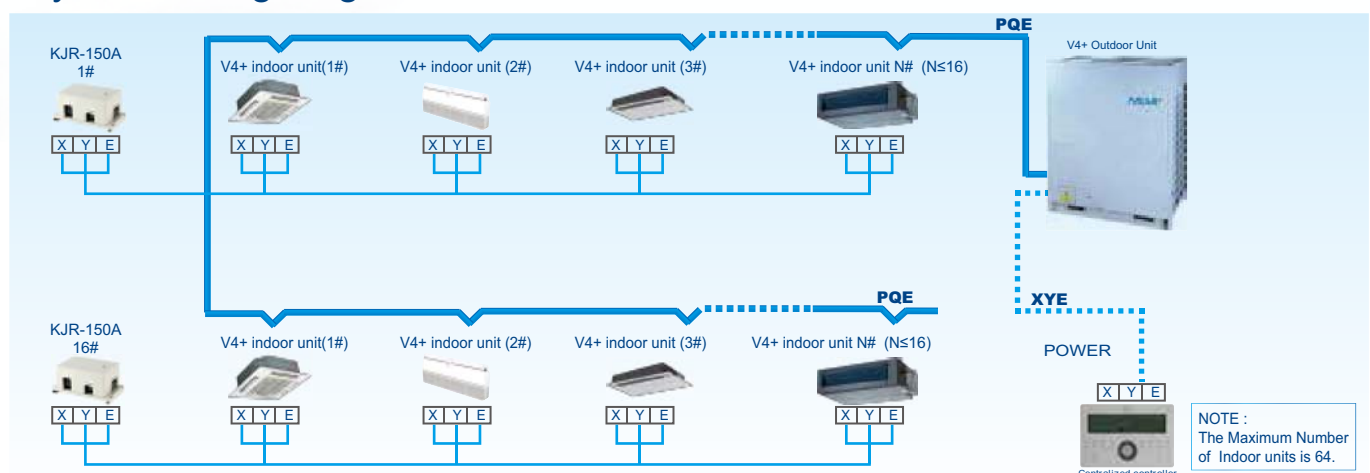 PQE
V4+ Outdoor Unit
KJR-150A
1#
V4+ indoor unit(1#)
V4+ indoor unit (2#)
V4+ indoor unit (3#)
V4+ indoor unit N# (N≤16)
X Y E
X Y E
X Y E
X Y E
X Y E
PQE
XYE
KJR-150A
16#
V4+ indoor unit(1#)
V4+ indoor unit (2#)
V4+ indoor unit (3#)
V4+ indoor unit N# (N≤16)
POWER
X Y E
X Y E
X Y E
X Y E
X Y E
X Y E
NOTE :
The Maximum Number
of Indoor units is 64.
Centralized controller